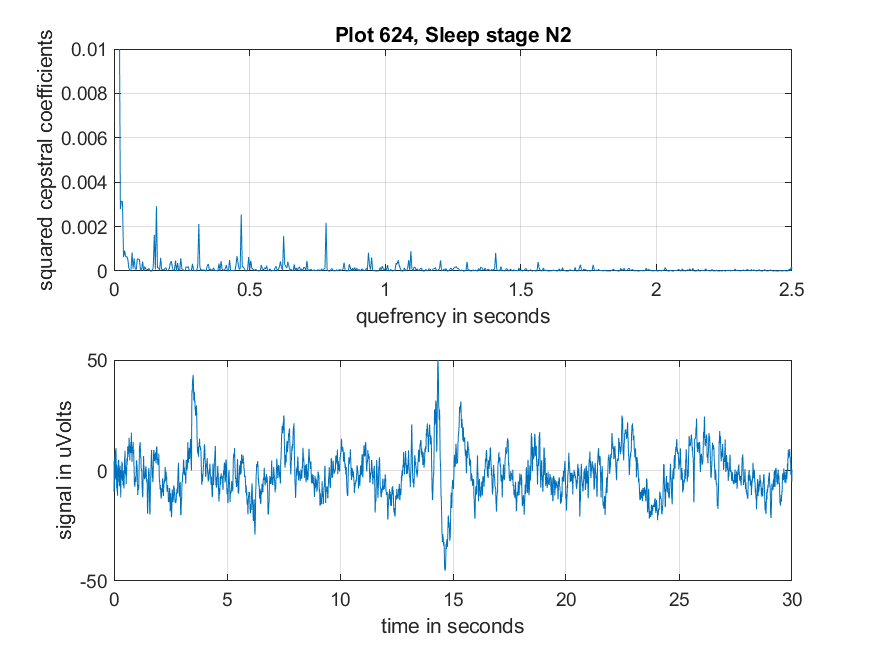 Plot 624, Sleep stage N2
squared cepstral coefficients
0.01
0.008
0.006
0.004
0.002
0
0 0.5 1 1.5 2 2.5
quefrency in seconds
signal in uVolts
50
0
-50
0 5 10 15 20 25 30
time in seconds